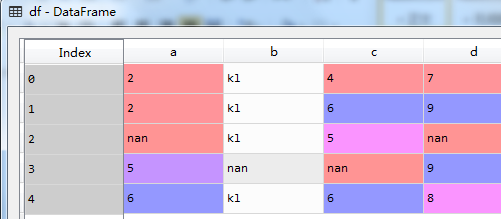 df - DataFrame
Index a b c d
0 2 k1 4 7
1 2 k1 6 9
2 nan k1 5 nan
3 5 nan nan 9
4 6 k1 6 8